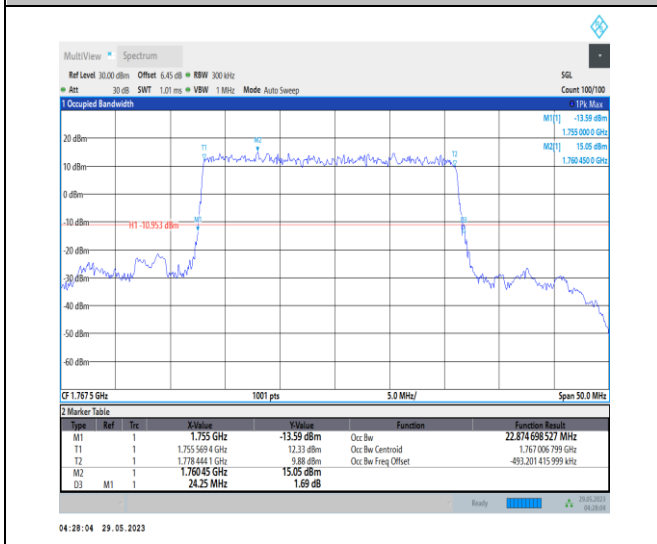 MultiView Spectrum
Ref Level 30.00 dBm Offset 6.45 dB RBW 300 kHz SGL
Att 30 dB SWT 1.01 ms VBW 1 MHz Mode Auto Sweep Count 100/100
1 Occupied Bandwidth 1Pk Max
M1[1] -13.59 dBm
1.755 000 0 GHz
M2[1] 15.05 dBm
1.760 450 0 GHz
20 dBm
T1
M2
T2
10 dBm
0 dBm
-10 dBm
H1 -10.953 dBm
M1
D3
-20 dBm
-30 dBm
-40 dBm
-50 dBm
-60 dBm
CF 1.767 5 GHz 1001 pts 5.0 MHz/ Span 50.0 MHz
2 Marker Table
Type Ref Trc X-Value Y-Value Function Function Result
M1 1 1.755 GHz -13.59 dBm Occ Bw 22.874 698 527 MHz
T1 1 1.755 569 4 GHz 12.33 dBm Occ Bw Centroid 1.767 006 799 GHz
T2 1 1.778 444 1 GHz 9.88 dBm Occ Bw Freq Offset -493.201 415 999 kHz
M2 1 1.76045 GHz 15.05 dBm
D3 M1 1 24.25 MHz 1.69 dB
Ready 29.05.2023
04:28:04
04:28:04 29.05.2023